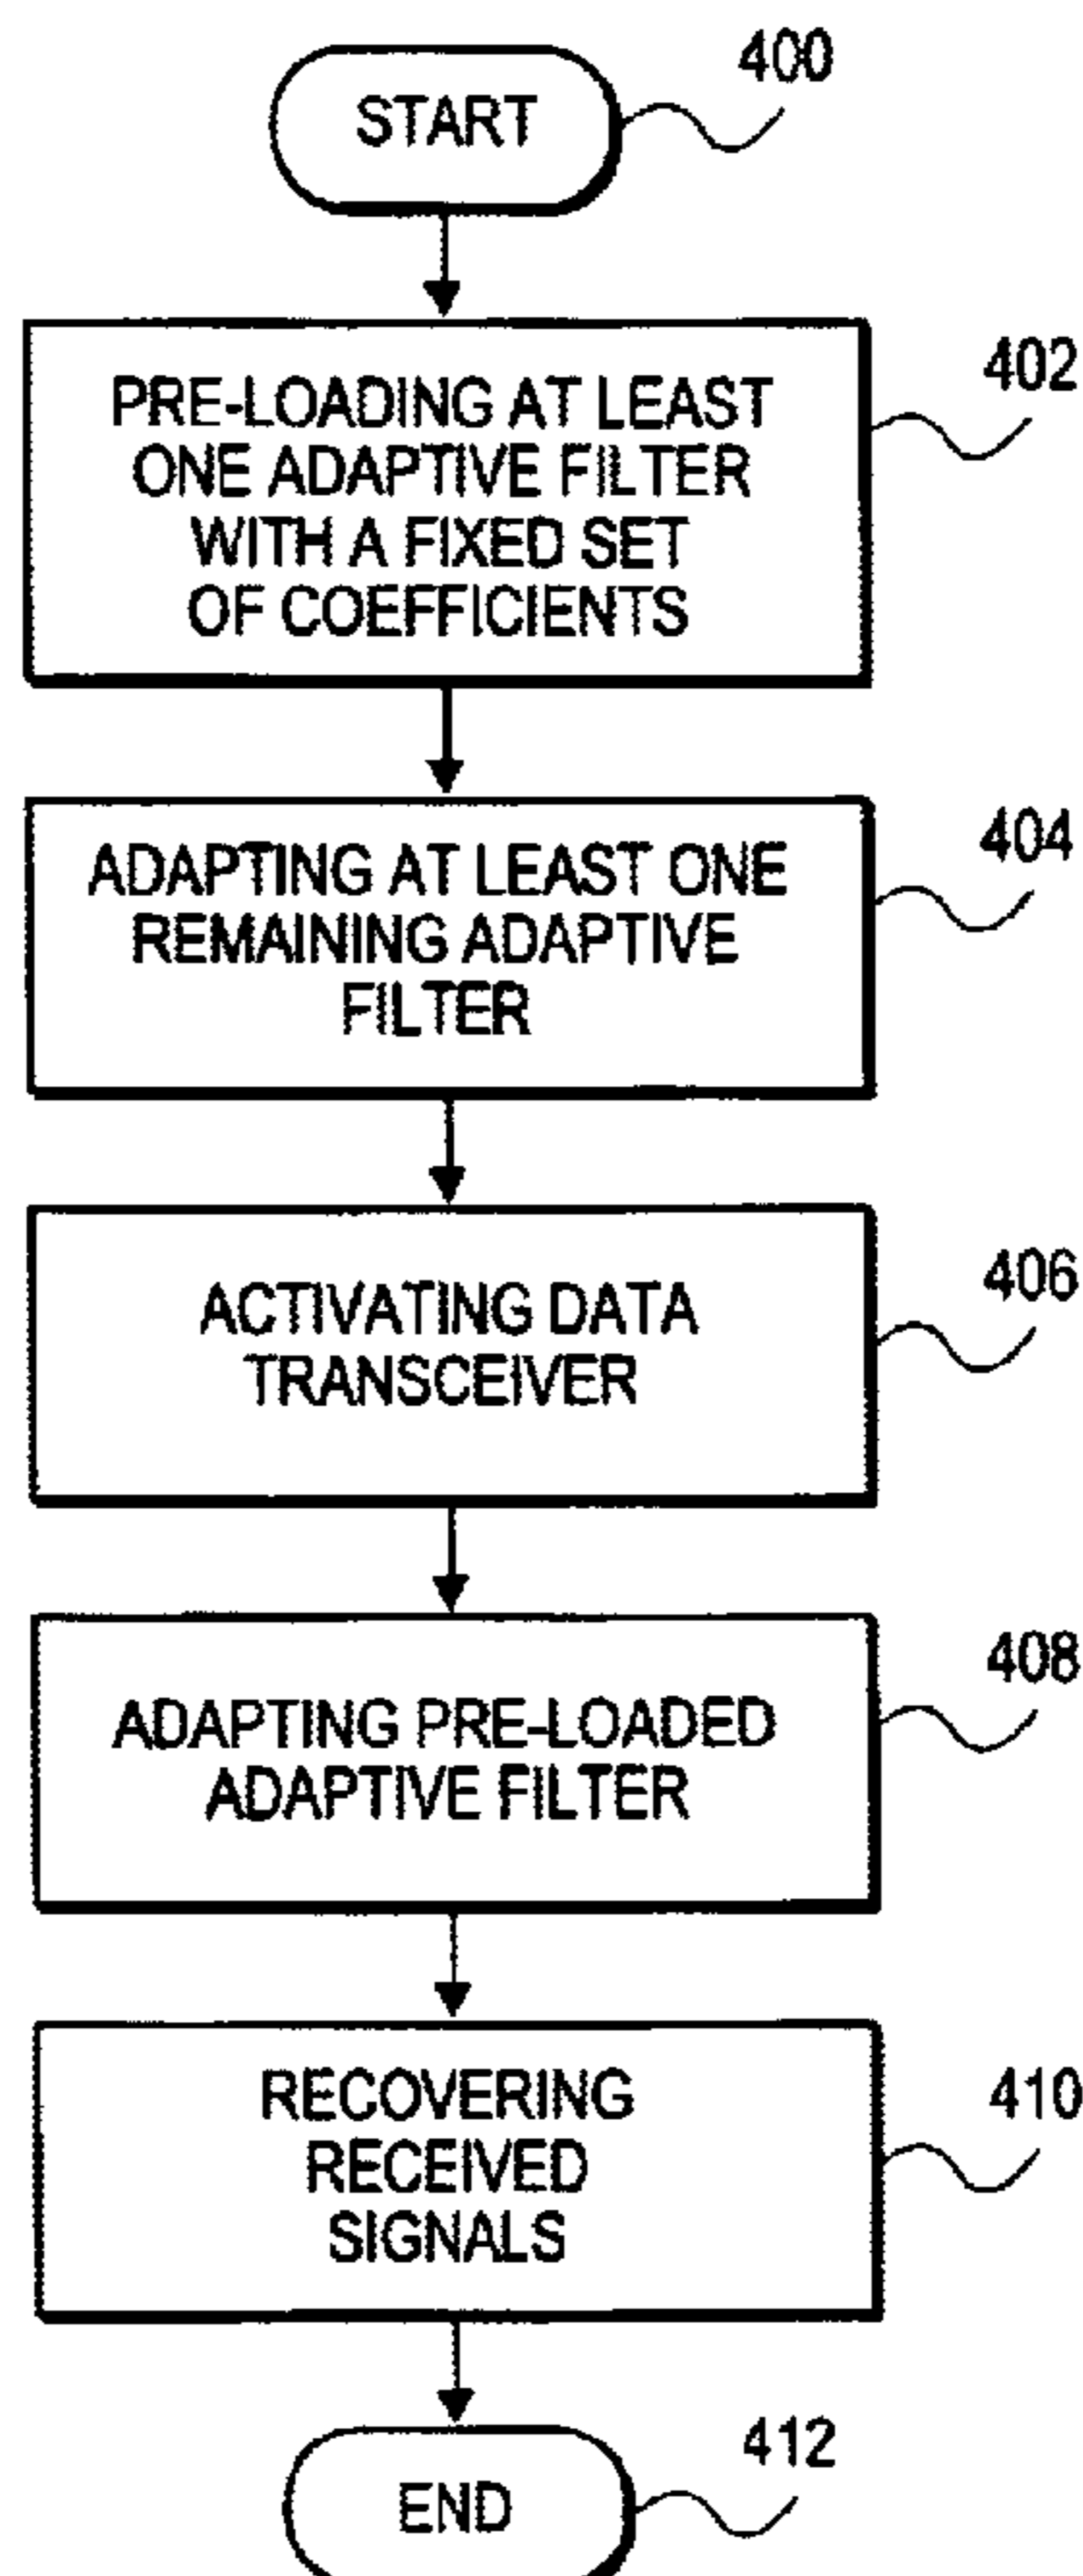 START
400
PRE-LOADING AT LEAST
ONE ADAPTIVE FILTER
WITH A FIXED SET
OF COEFFICIENTS
402
ADAPTING AT LEAST ONE
REMAINING ADAPTIVE
FILTER
404
ACTIVATING DATA
TRANSCEIVER
406
ADAPTING PRE-LOADED
ADAPTIVE FILTER
408
RECOVERING
RECEIVED
SIGNALS
410
END
412